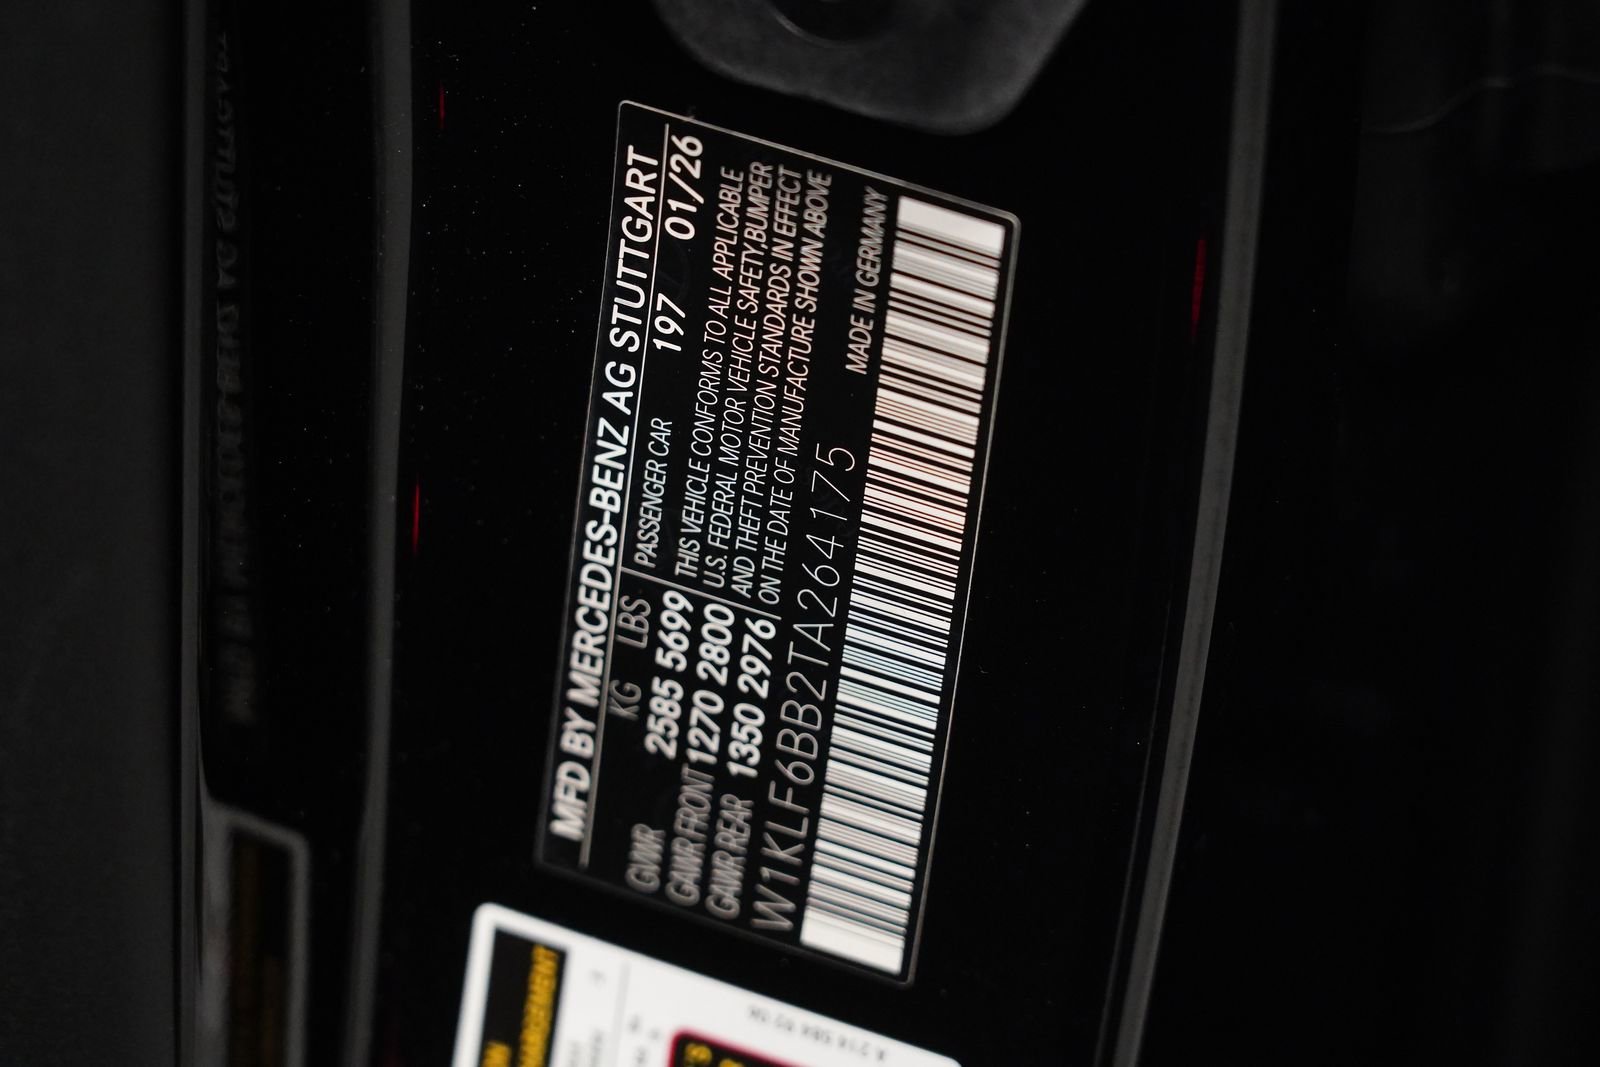 MFD BY MERCEDES-BENZ AG STUTTGART
KG LBS PASSENGER CAR 197 01/26
GVWR 2585 5699 THIS VEHICLE CONFORMS TO ALL APPLICABLE
GAWR FRONT 1270 2800 U.S. FEDERAL MOTOR VEHICLE SAFETY,BUMPER
GAWR REAR 1350 2976 AND THEFT PREVENTION STANDARDS IN EFFECT
ON THE DATE OF MANUFACTURE SHOWN ABOVE
W1KLF6BB2TA264175 MADE IN GERMANY